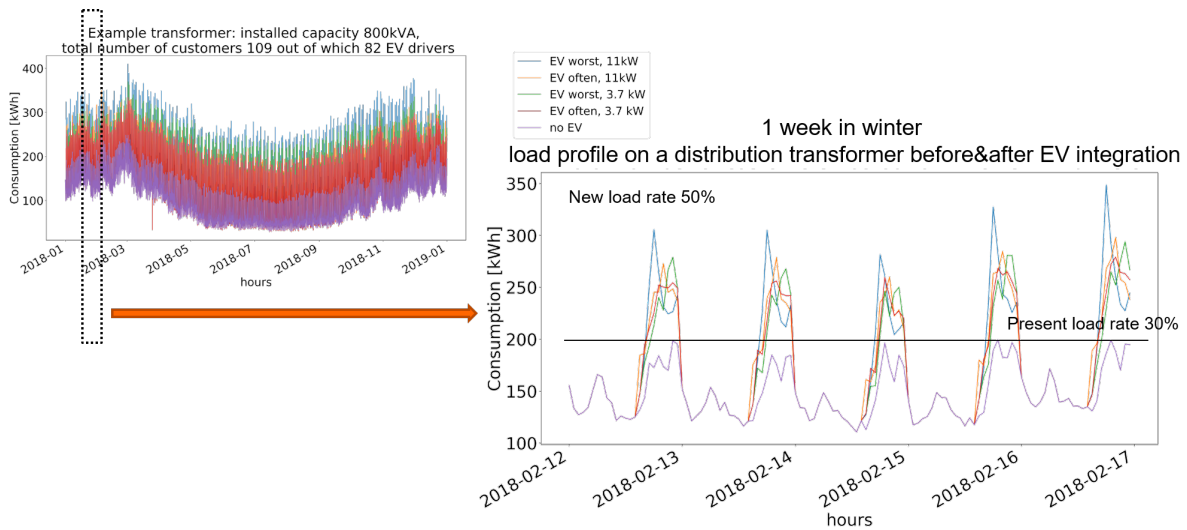 Example transformer: installed capacity 800kVA,
total number of customers 109 out of which 82 EV drivers
Consumption [kWh]
400
300
200
100
2018-01
2018-03
2018-05
2018-07
2018-09
2018-11
2019-01
hours
EV worst, 11kW
EV often, 11kW
EV worst, 3.7 kW
EV often, 3.7 kW
no EV
1 week in winter
load profile on a distribution transformer before&after EV integration
Consumption [kWh]
350
300
250
200
150
100
New load rate 50%
Present load rate 30%
2018-02-12
2018-02-13
2018-02-14
2018-02-15
2018-02-16
2018-02-17
hours